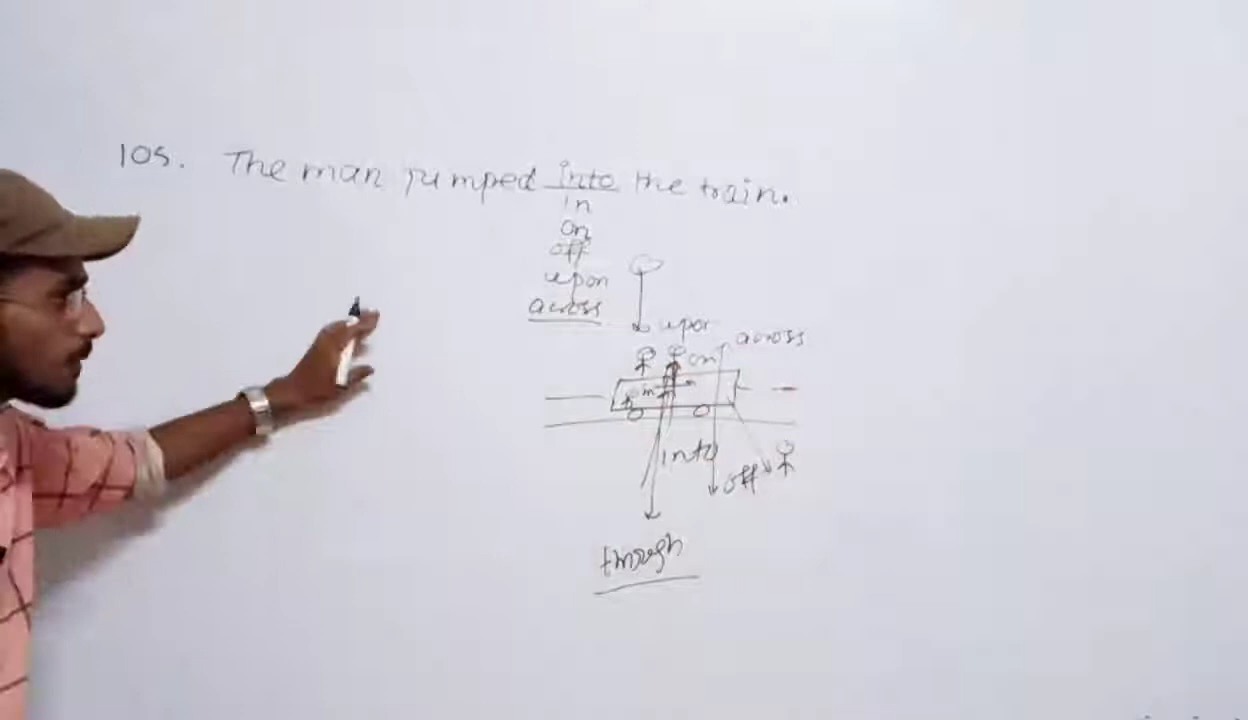 105. The man jumped into the train.
in
on
off
upon
across
upon
across
on
in
into
off
through